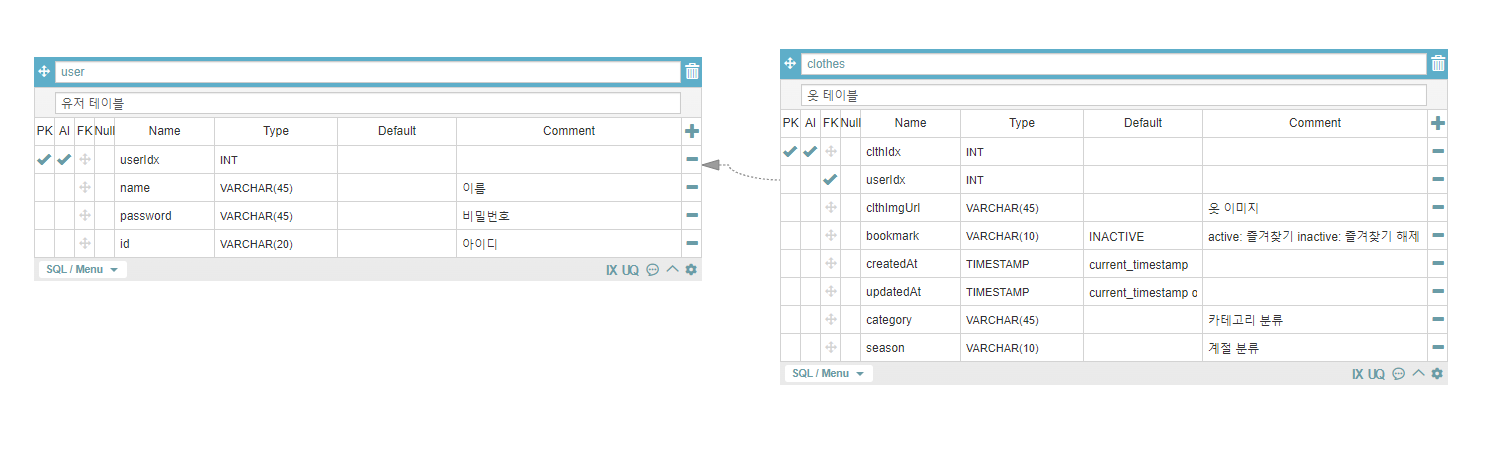 user
유저 테이블
PK AI FK Null Name Type Default Comment
userIdx INT
name VARCHAR(45) 이름
password VARCHAR(45) 비밀번호
id VARCHAR(20) 아이디
SQL / Menu IX UQ
clothes
옷 테이블
PK AI FK Null Name Type Default Comment
clthIdx INT
userIdx INT
clthImgUrl VARCHAR(45) 옷 이미지
bookmark VARCHAR(10) INACTIVE active: 즐겨찾기 inactive: 즐겨찾기 해제
createdAt TIMESTAMP current_timestamp
updatedAt TIMESTAMP current_timestamp o
category VARCHAR(45) 카테고리 분류
season VARCHAR(10) 계절 분류
SQL / Menu IX UQ